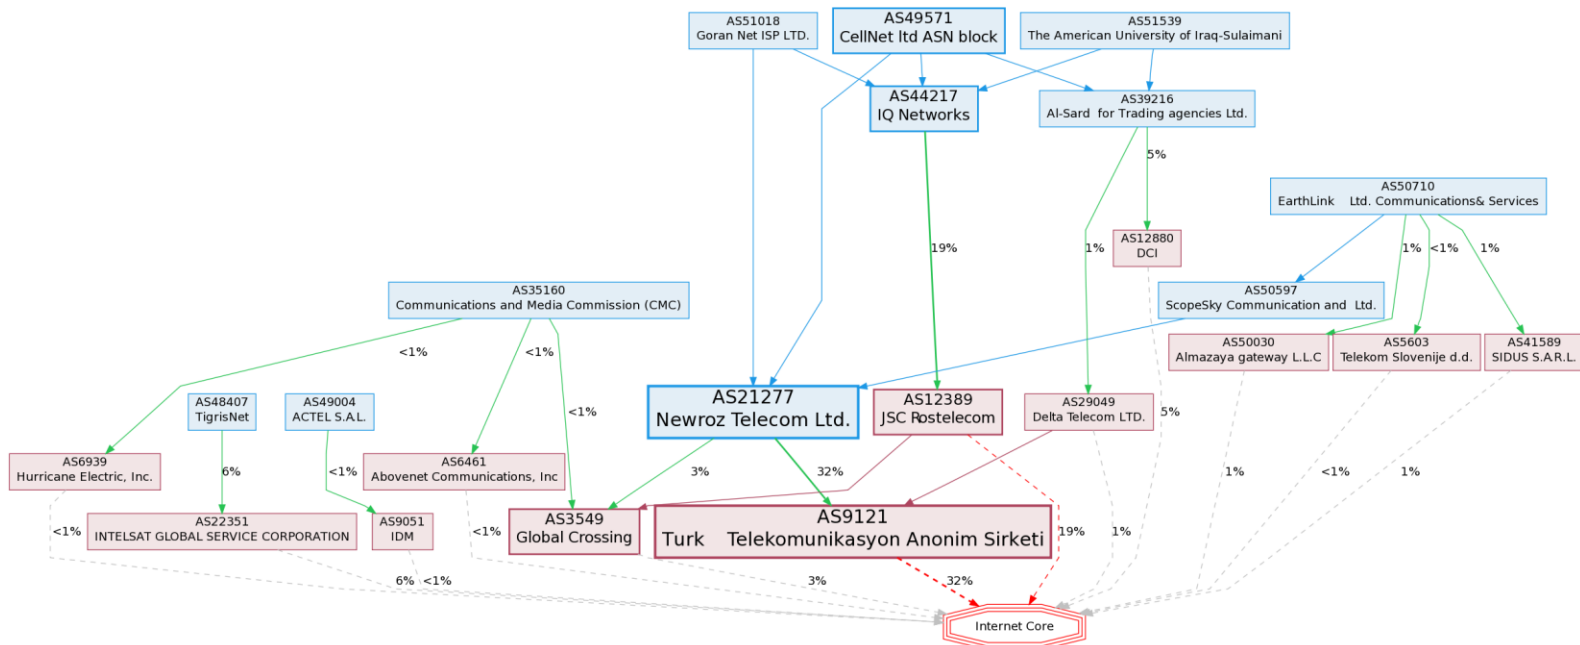 AS51018
Goran Net ISP LTD.
AS49571
CellNet ltd ASN block
AS51539
The American University of Iraq-Sulaimani
AS44217
IQ Networks
AS39216
Al-Sard  for Trading agencies Ltd.
5%
AS50710
EarthLink    Ltd. Communications& Services
19%
1%
AS12880
DCI
1%
<1%
1%
AS35160
Communications and Media Commission (CMC)
AS50597
ScopeSky Communication and  Ltd.
<1%
<1%
AS50030
Almazaya gateway L.L.C
AS5603
Telekom Slovenije d.d.
AS41589
SIDUS S.A.R.L.
AS48407
TigrisNet
AS49004
ACTEL S.A.L.
<1%
AS21277
Newroz Telecom Ltd.
AS12389
JSC Rostelecom
AS29049
Delta Telecom LTD.
5%
AS6939
Hurricane Electric, Inc.
6%
<1%
AS6461
Abovenet Communications, Inc
3%
32%
1%
<1%
1%
<1%
AS22351
INTELSAT GLOBAL SERVICE CORPORATION
AS9051
IDM
<1%
AS3549
Global Crossing
AS9121
Turk    Telekomunikasyon Anonim Sirketi
19%
1%
6%
<1%
3%
32%
Internet Core